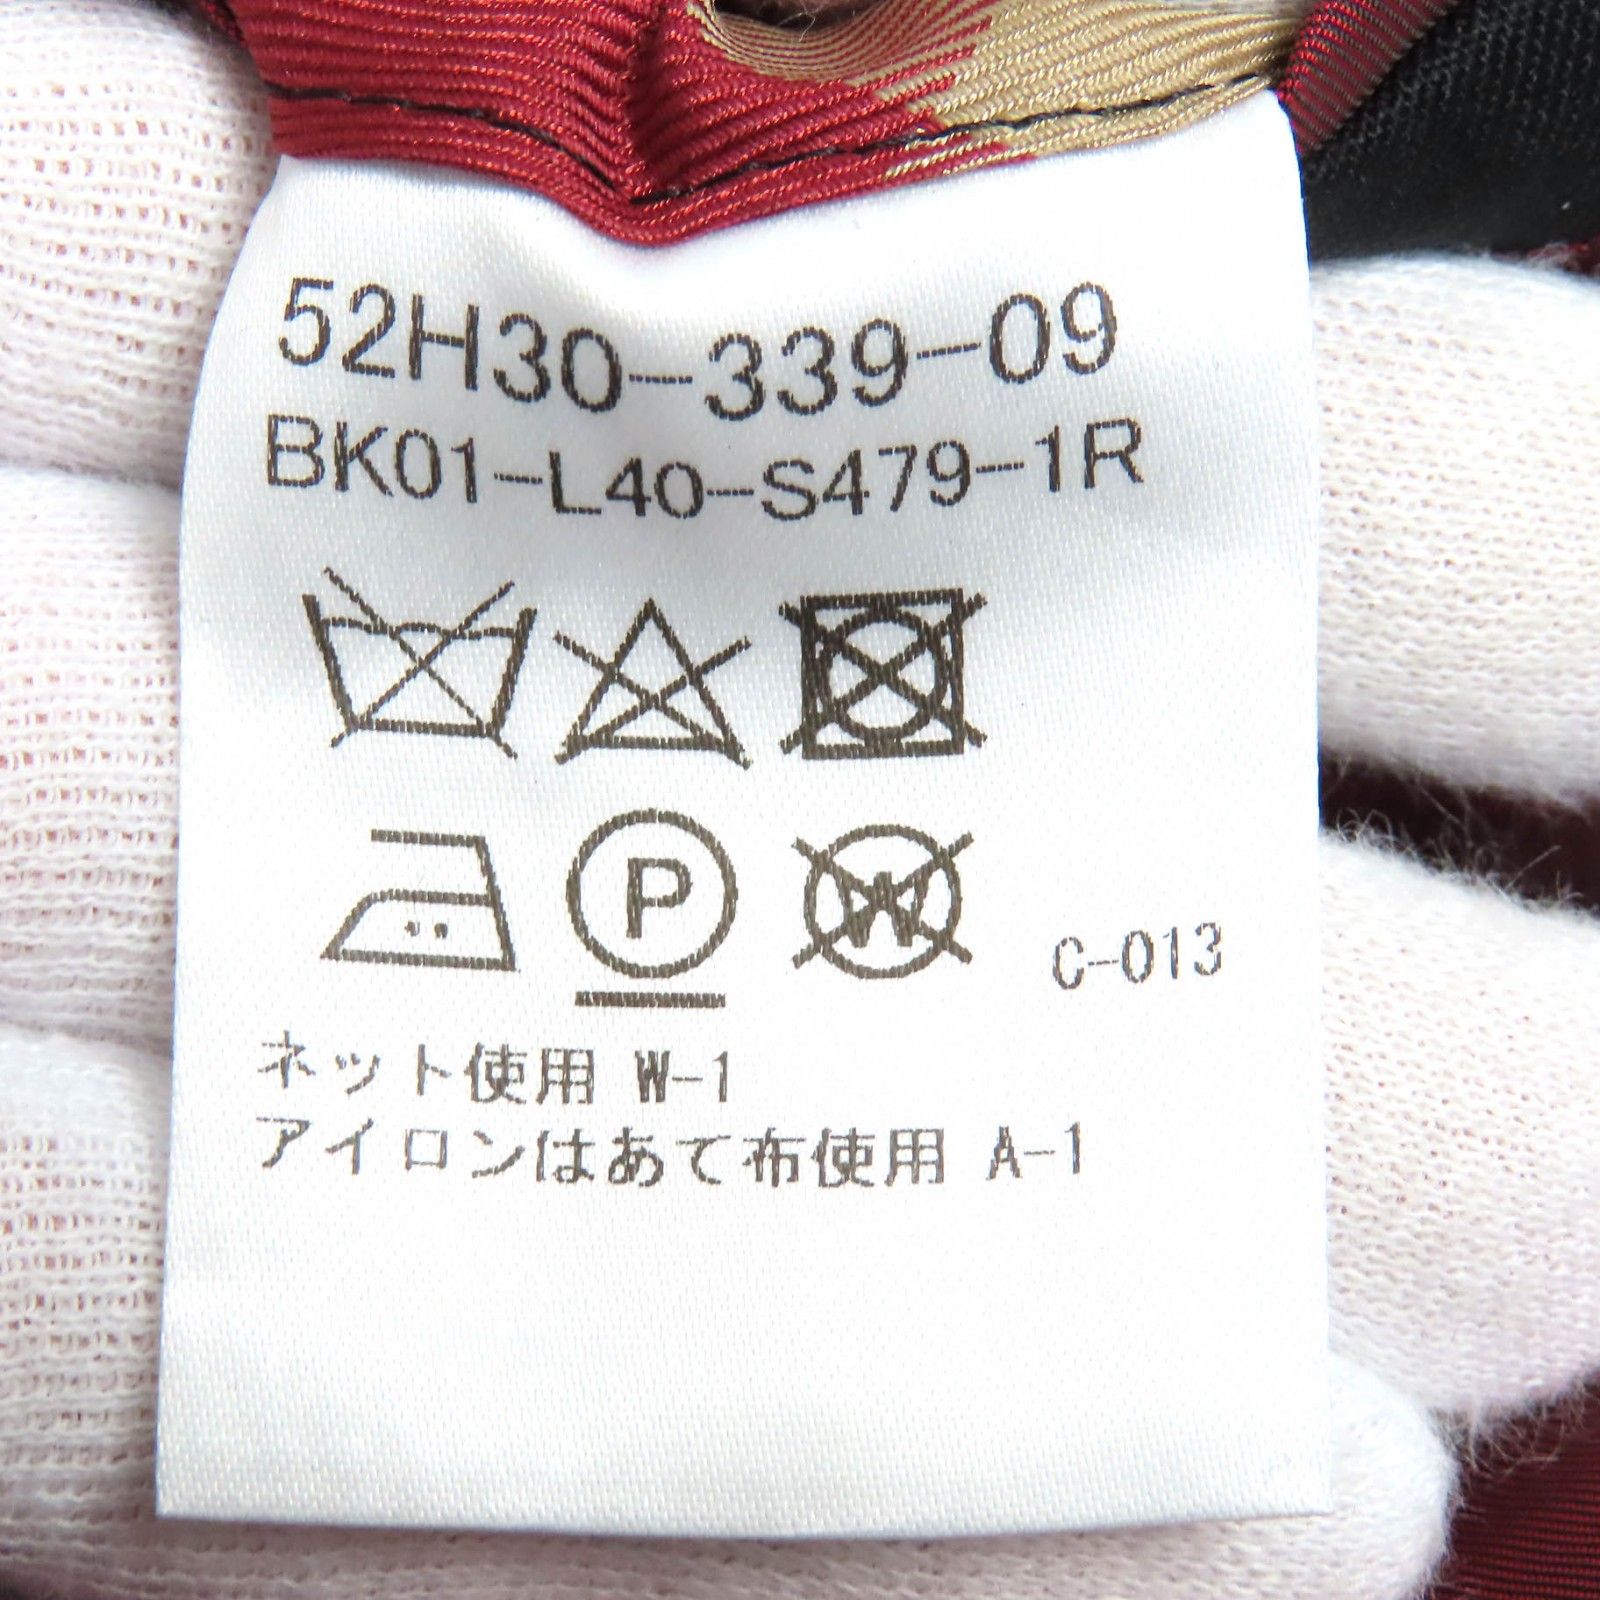 52H30-339-09
BK01-L40-S479-1R
P W C-013
ネット使用 W-1
アイロンはあて布使用 A-1